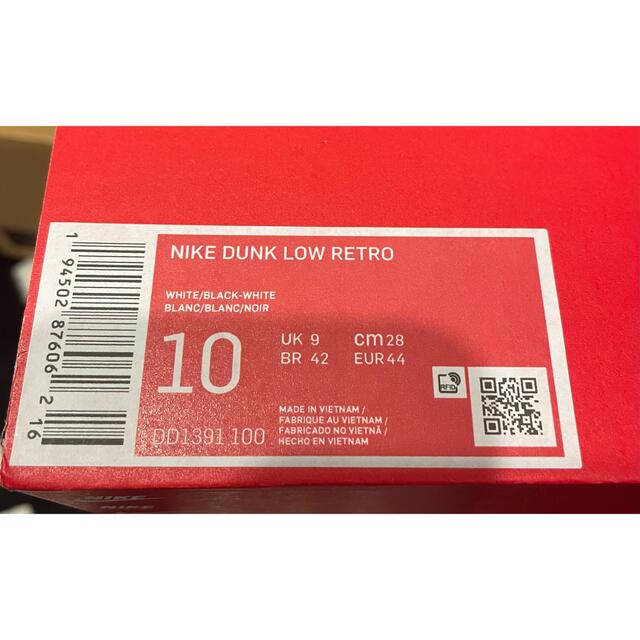 NIKE DUNK LOW RETRO
WHITE/BLACK-WHITE
BLANC/BLANC/NOIR
10
UK 9
cm 28
BR 42
EUR 44
DD1391 100
MADE IN VIETNAM /
FABRIQUE AU VIETNAM /
FABRICADO NO VIETNÃ /
HECHO EN VIETNAM
RFID
1 94502 87606 2 16
NIKE
NIKE